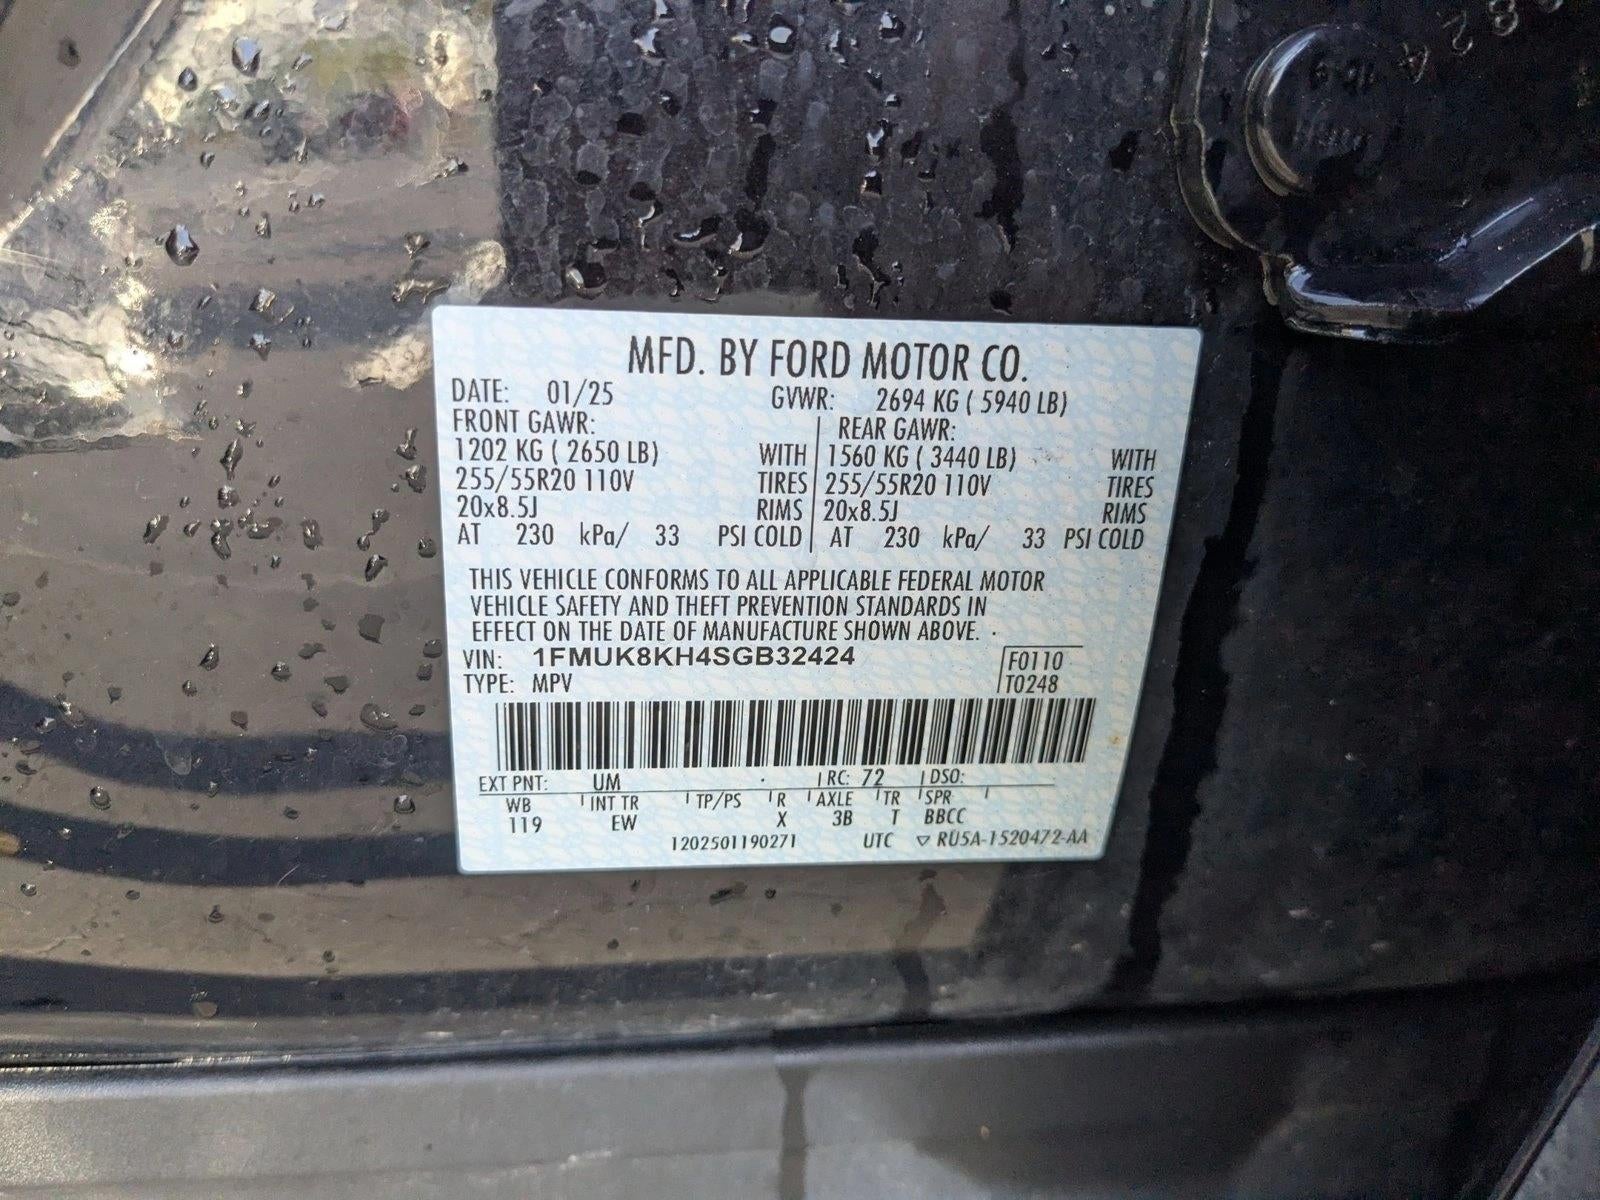 MFD. BY FORD MOTOR CO.
DATE: 01/25 GVWR: 2694 KG ( 5940 LB)
FRONT GAWR: REAR GAWR:
1202 KG ( 2650 LB) WITH 1560 KG ( 3440 LB) WITH
255/55R20 110V TIRES 255/55R20 110V TIRES
20x8.5J RIMS 20x8.5J RIMS
AT 230 kPa/ 33 PSI COLD AT 230 kPa/ 33 PSI COLD
THIS VEHICLE CONFORMS TO ALL APPLICABLE FEDERAL MOTOR
VEHICLE SAFETY AND THEFT PREVENTION STANDARDS IN
EFFECT ON THE DATE OF MANUFACTURE SHOWN ABOVE.
VIN: 1FMUK8KH4SGB32424 F0110
TYPE: MPV T0248
EXT PNT: UM RC: 72 DSO:
WB INT TR TP/PS R AXLE TR SPR
119 EW X 3B T BBCC
1202501190271 UTC ▽ RU5A-1520472-AA